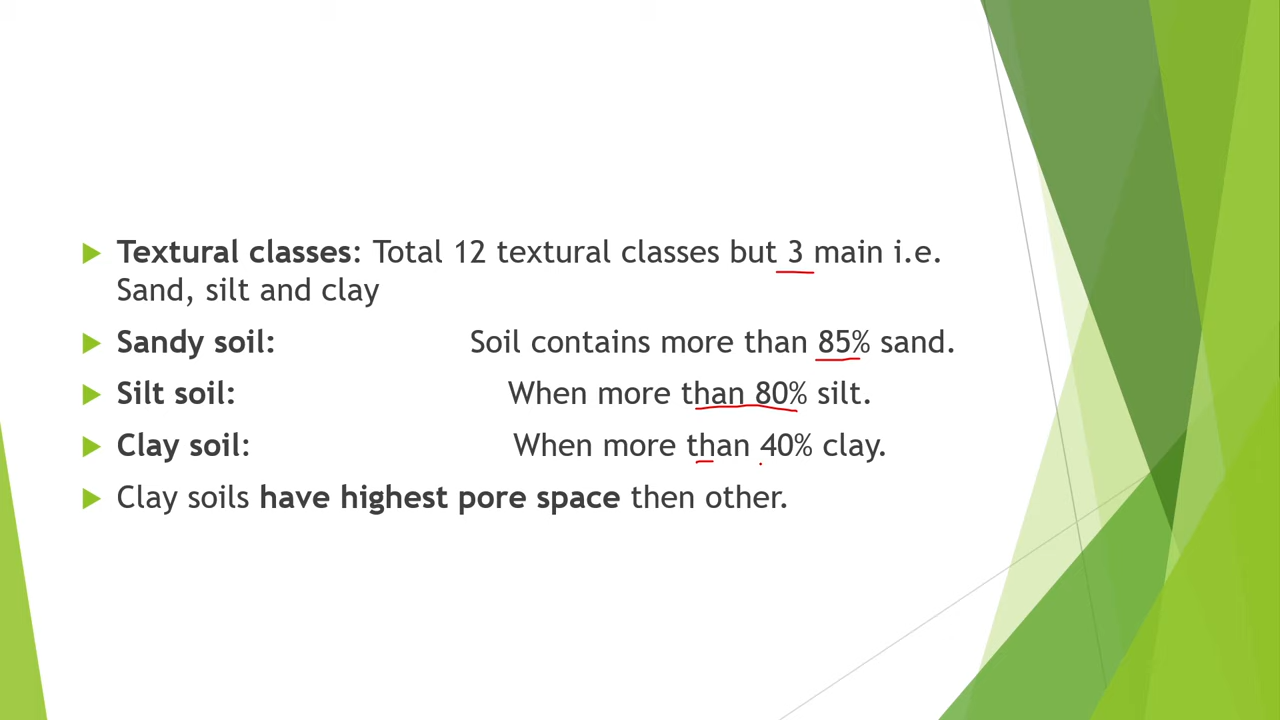 Textural classes: Total 12 textural classes but 3 main i.e.
Sand, silt and clay
Sandy soil: Soil contains more than 85% sand.
Silt soil: When more than 80% silt.
Clay soil: When more than 40% clay.
Clay soils have highest pore space then other.